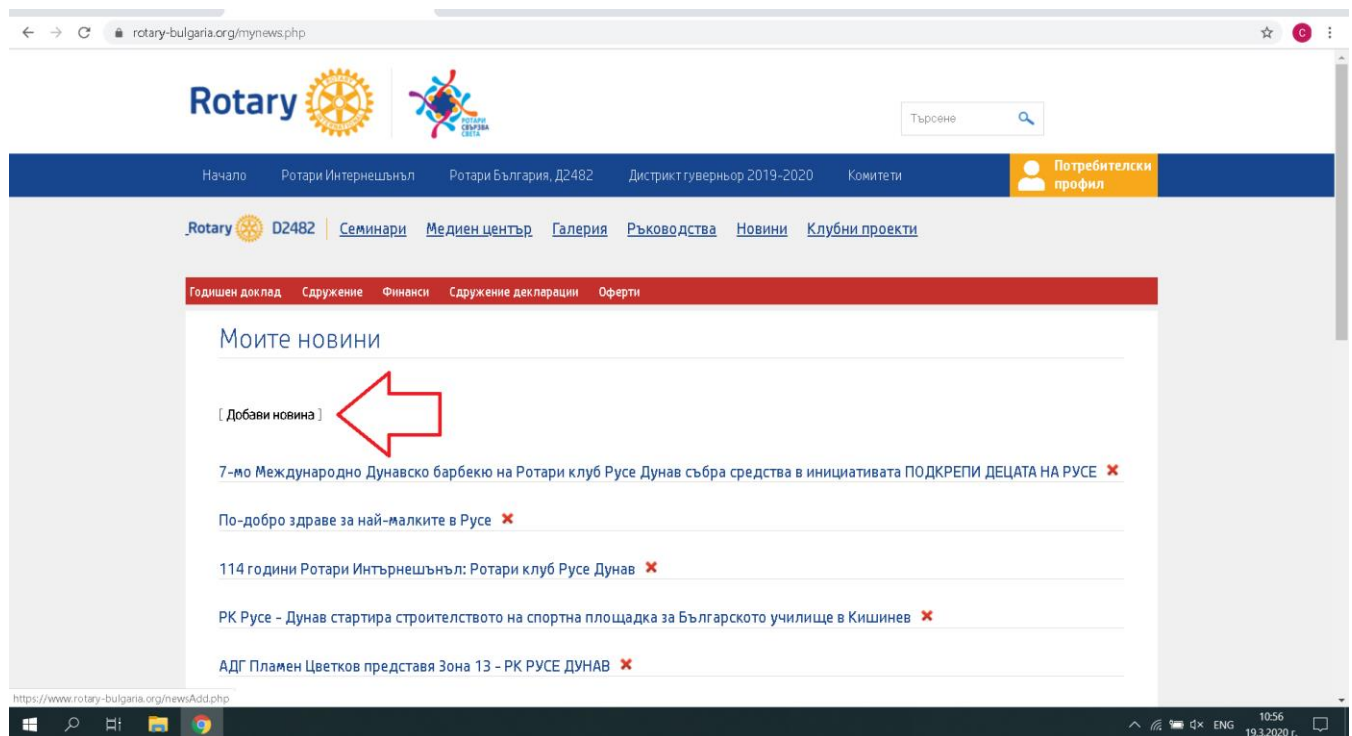 rotary-bulgaria.org/mynews.php
C
Rotary
РОТАРИ
СВЪРЗВА
СВЕТА
Търсене
Начало Ротари Интернешънъл Ротари България, Д2482 Дистрикт гуверньор 2019-2020 Комитети
Потребителски
профил
Rotary D2482 Семинари Медиен център Галерия Ръководства Новини Клубни проекти
Годишен доклад Сдружение Финанси Сдружение декларации Оферти
Моите новини
[ Добави новина ]
7-мо Международно Дунавско барбекю на Ротари клуб Русе Дунав събра средства в инициативата ПОДКРЕПИ ДЕЦАТА НА РУСЕ
По-добро здраве за най-малките в Русе
114 години Ротари Интърнешънъл: Ротари клуб Русе Дунав
РК Русе - Дунав стартира строителството на спортна площадка за Българското училище в Кишинев
АДГ Пламен Цветков представя Зона 13 - РК РУСЕ ДУНАВ
https://www.rotary-bulgaria.org/newsAdd.php
ENG
10:56
19.3.2020 г.